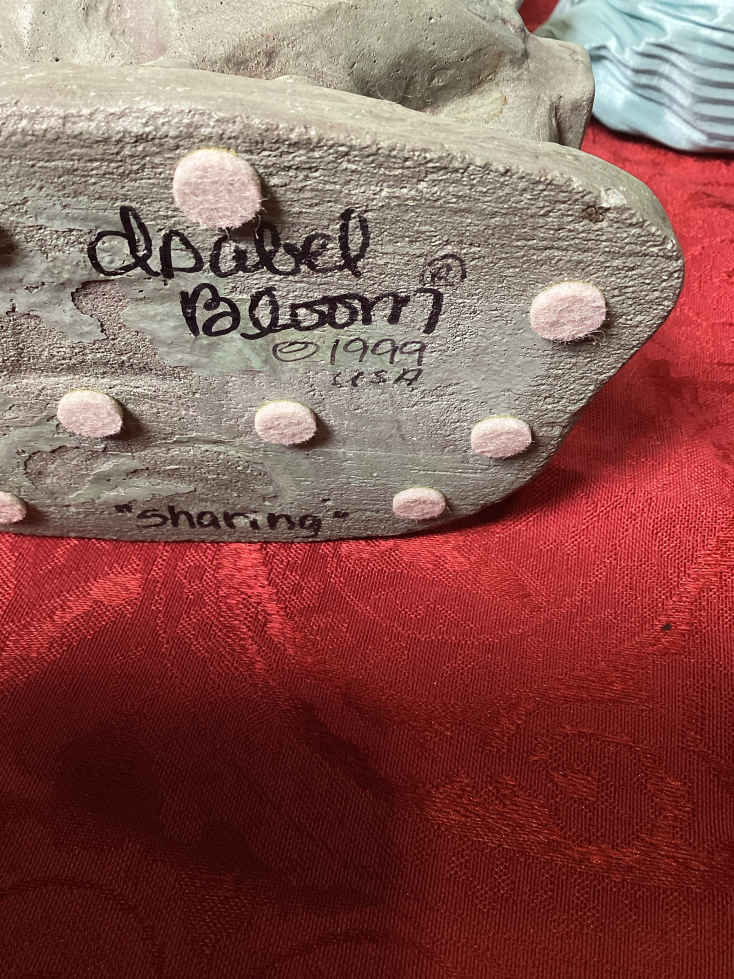 Isabel
Bloom ®
©1999
USA
"sharing"